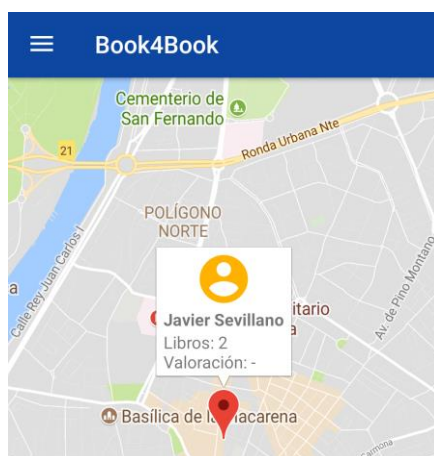 Book4Book
Cementerio de
San Fernando
Ronda Urbana Nte
21
POLÍGONO
NORTE
Calle Rey Juan Carlos I
a
Av. de Pino Montano
Javier Sevillano
Libros: 2
Valoración: -
itario
a
Basílica de la Macarena
Carmona